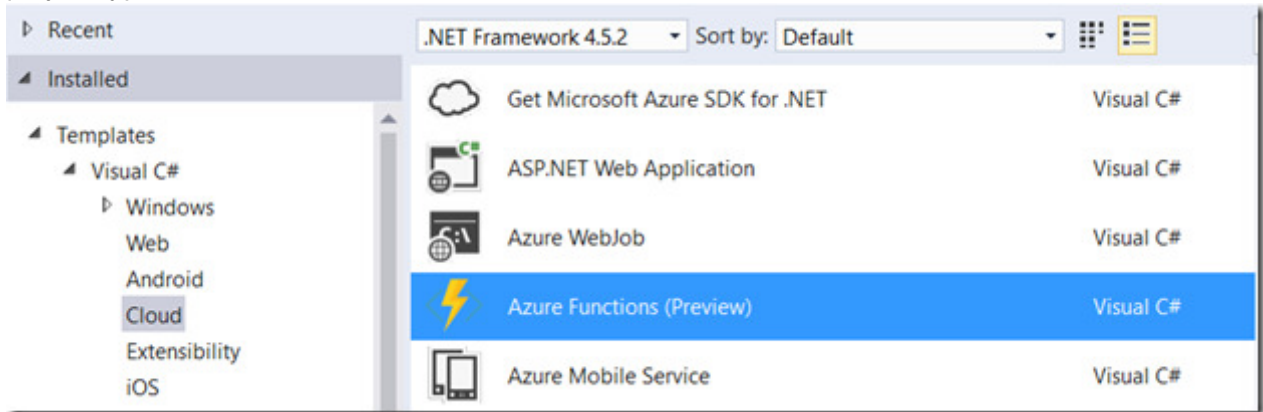 Recent
Installed
Templates
Visual C#
Windows
Web
Android
Cloud
Extensibility
iOS
.NET Framework 4.5.2 Sort by: Default
Get Microsoft Azure SDK for .NET Visual C#
ASP.NET Web Application Visual C#
Azure WebJob Visual C#
Azure Functions (Preview) Visual C#
Azure Mobile Service Visual C#